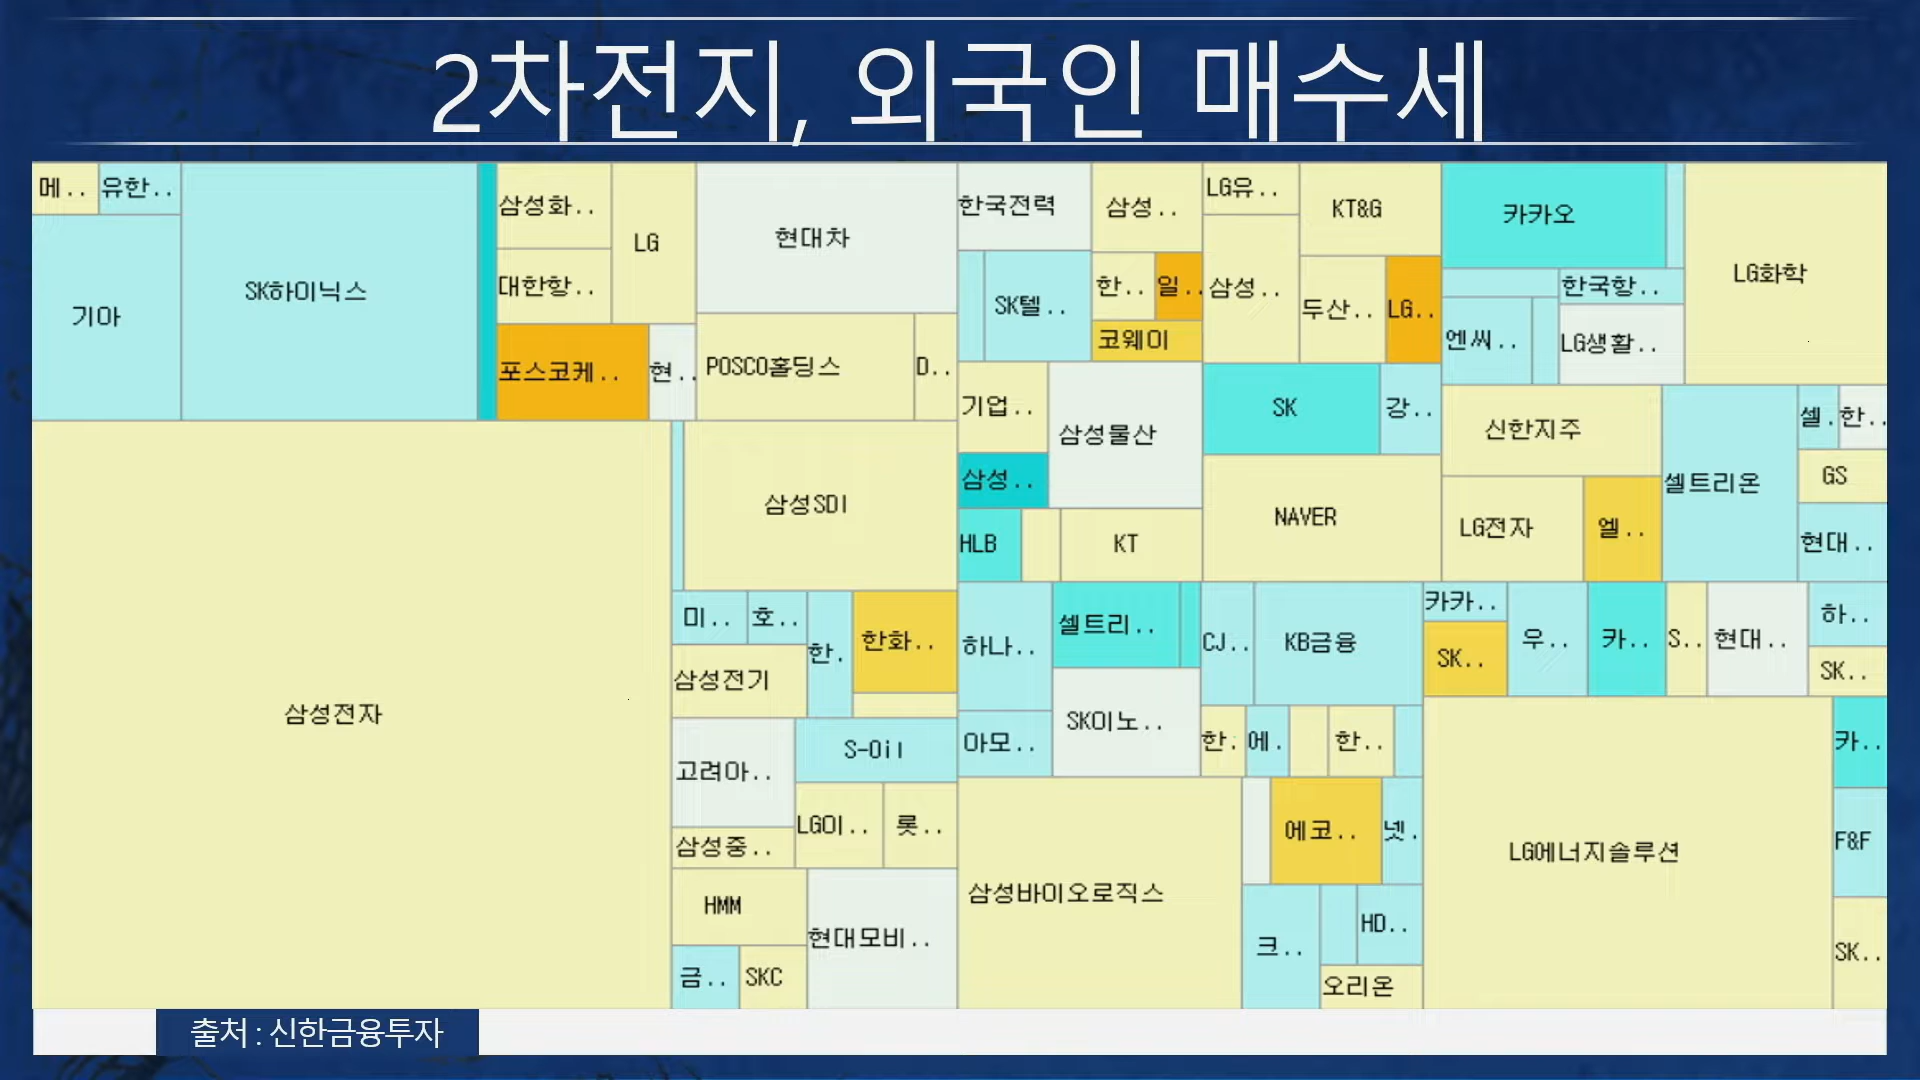 2차전지, 외국인 매수세
메..
유한..
기아
SK하이닉스
삼성화..
LG
대한항..
포스코케..
현..
현대차
POSCO홀딩스
D..
한국전력
삼성..
SK텔..
한..
일..
코웨이
LG유..
삼성..
KT&G
두산..
LG..
카카오
한국항..
엔씨..
LG생활..
LG화학
기업..
삼성물산
삼성..
HLB
KT
SK
강..
NAVER
신한지주
LG전자
엘..
셀트리온
셀.
한..
GS
현대..
삼성전자
삼성SDI
미..
호..
한.
한화..
삼성전기
고려아..
S-Oil
삼성중..
LG이..
롯..
HMM
금..
SKC
현대모비..
하나..
셀트리..
아모..
SK이노..
CJ..
KB금융
한.
에.
한..
카카..
SK..
우..
카..
S..
현대..
하..
SK..
삼성바이오로직스
에코..
넷.
크..
HD..
오리온
LG에너지솔루션
카..
F&F
SK..
출처 : 신한금융투자